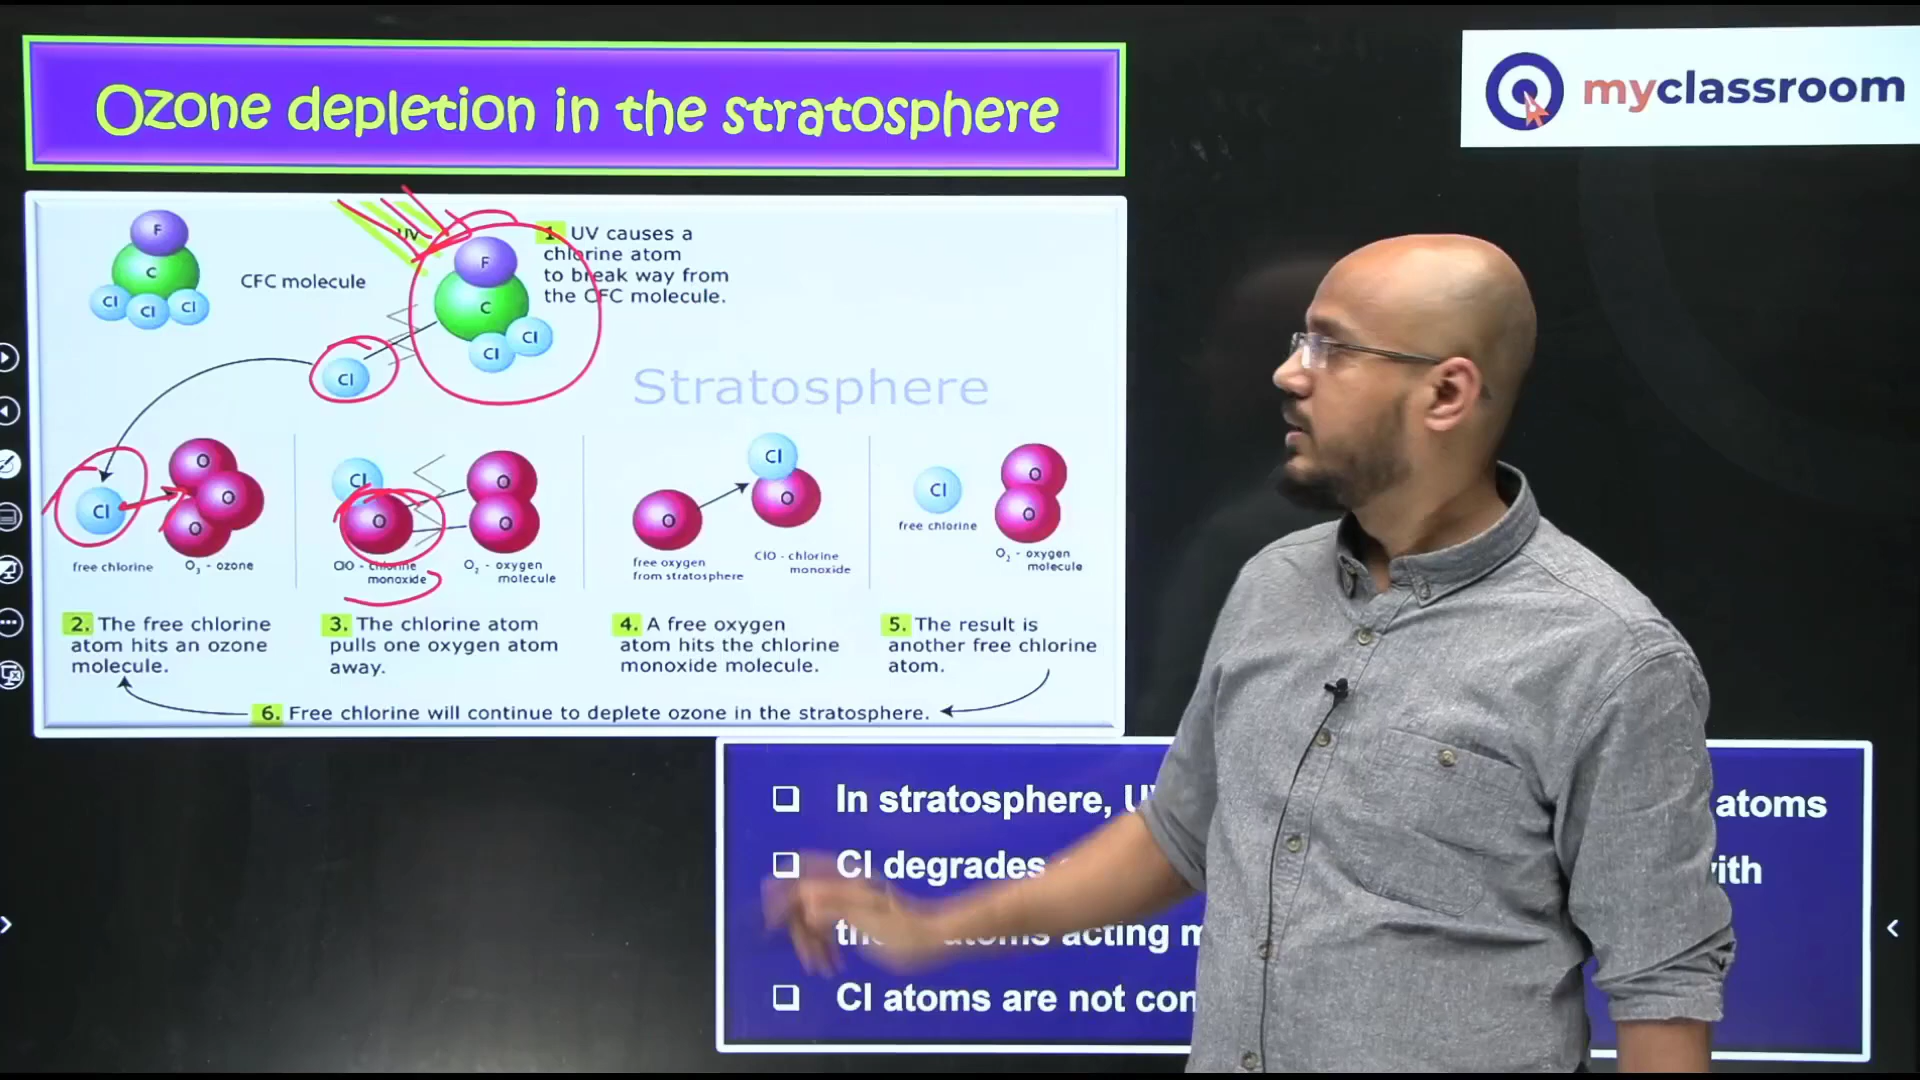 Ozone depletion in the stratosphere
myclassroom
F
C
Cl
Cl
Cl
CFC molecule
UV
F
C
Cl
Cl
Cl
1. UV causes a
chlorine atom
to break way from
the CFC molecule.
Stratosphere
Cl
O
O
O
free chlorine
O3 - ozone
Cl
O
O
O
ClO - chlorine
monoxide
O2 - oxygen
molecule
O
Cl
O
free oxygen
from stratosphere
ClO - chlorine
monoxide
Cl
O
O
free chlorine
O2 - oxygen
molecule
2. The free chlorine
atom hits an ozone
molecule.
3. The chlorine atom
pulls one oxygen atom
away.
4. A free oxygen
atom hits the chlorine
monoxide molecule.
5. The result is
another free chlorine
atom.
6. Free chlorine will continue to deplete ozone in the stratosphere.
In stratosphere, atoms
Cl degrades
atoms acting
Cl atoms are not